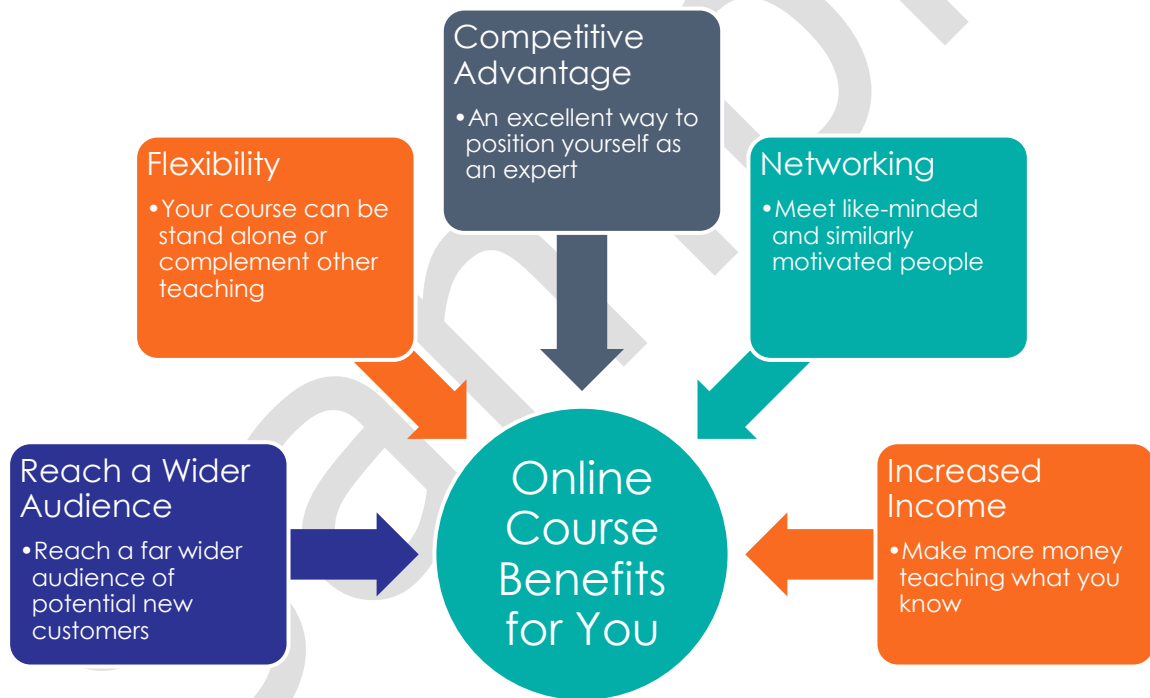 Competitive
Advantage
•An excellent way to
position yourself as
an expert
Flexibility
•Your course can be
stand alone or
complement other
teaching
Networking
•Meet like-minded
and similarly
motivated people
Reach a Wider
Audience
•Reach a far wider
audience of
potential new
customers
Online
Course
Benefits
for You
Increased
Income
•Make more money
teaching what you
know